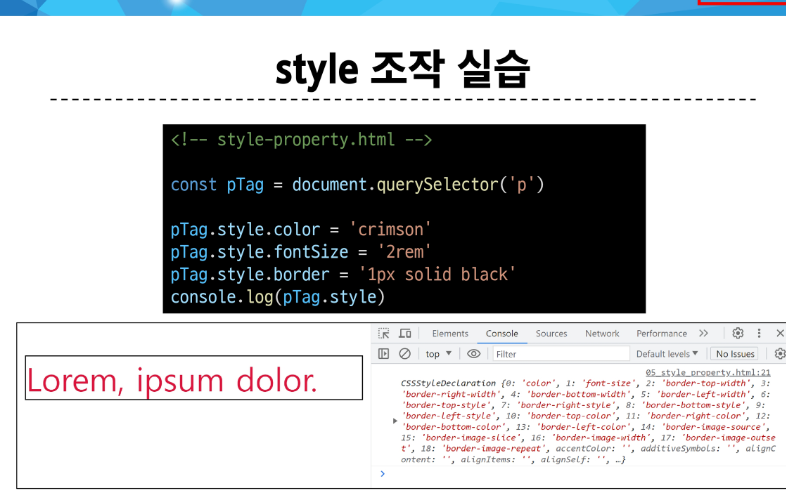 style 조작 실습
<!-- style-property.html -->
const pTag = document.querySelector('p')
pTag.style.color = 'crimson'
pTag.style.fontSize = '2rem'
pTag.style.border = '1px solid black'
console.log(pTag.style)
Lorem, ipsum dolor.
Elements Console Sources Network Performance
top Filter Default levels No Issues
05_style_property.html:21
CSSStyleDeclaration {0: 'color', 1: 'font-size', 2: 'border-top-width', 3:
'border-right-width', 4: 'border-bottom-width', 5: 'border-left-width', 6:
'border-top-style', 7: 'border-right-style', 8: 'border-bottom-style', 9:
'border-left-style', 10: 'border-top-color', 11: 'border-right-color', 12:
'border-bottom-color', 13: 'border-left-color', 14: 'border-image-source',
15: 'border-image-slice', 16: 'border-image-width', 17: 'border-image-outse
t', 18: 'border-image-repeat', accentColor: '', additiveSymbols: '', alignC
ontent: '', alignItems: '', alignSelf: '', …}